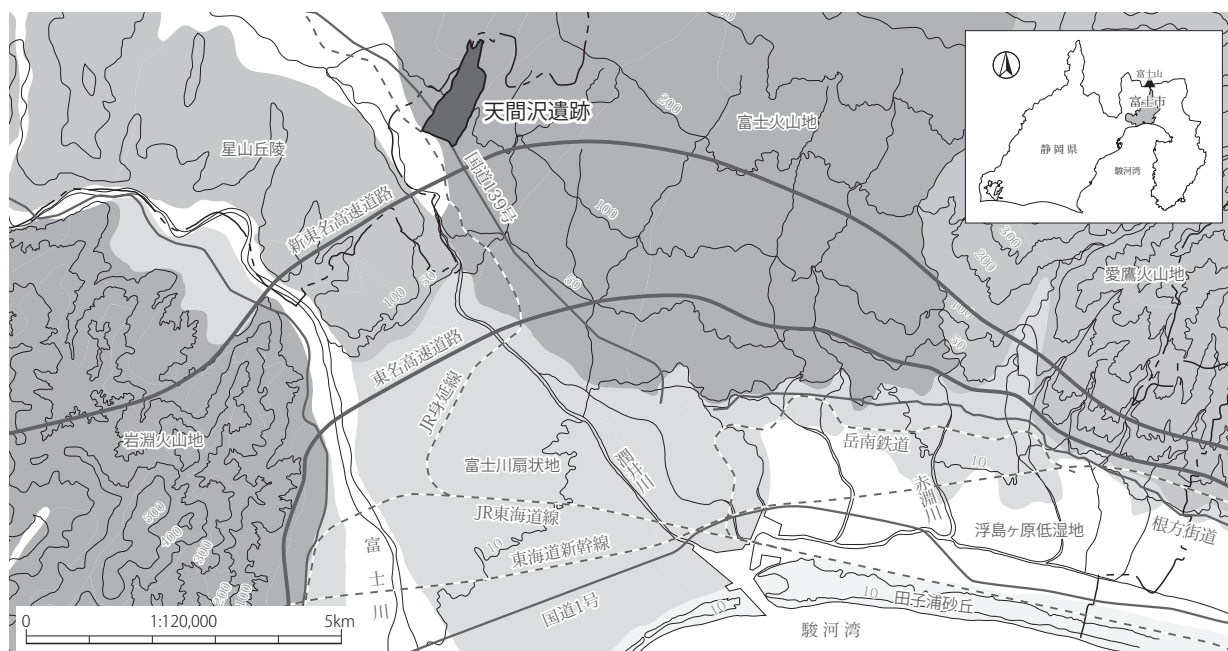 天間沢遺跡
富士火山地
星山丘陵
国道139号
新東名高速道路
200
100
50
100
50
300
200
100
50
愛鷹火山地
東名高速道路
JR身延線
岩淵火山地
富士川扇状地
潤井川
岳南鉄道
10
赤淵川
浮島ヶ原低湿地
根方街道
JR東海道線
10
東海道新幹線
国道1号
富士川
500
400
300
200
100
10
10
田子浦砂丘
駿河湾
0
1:120,000
5km
富士山
富士市
静岡県
駿河湾